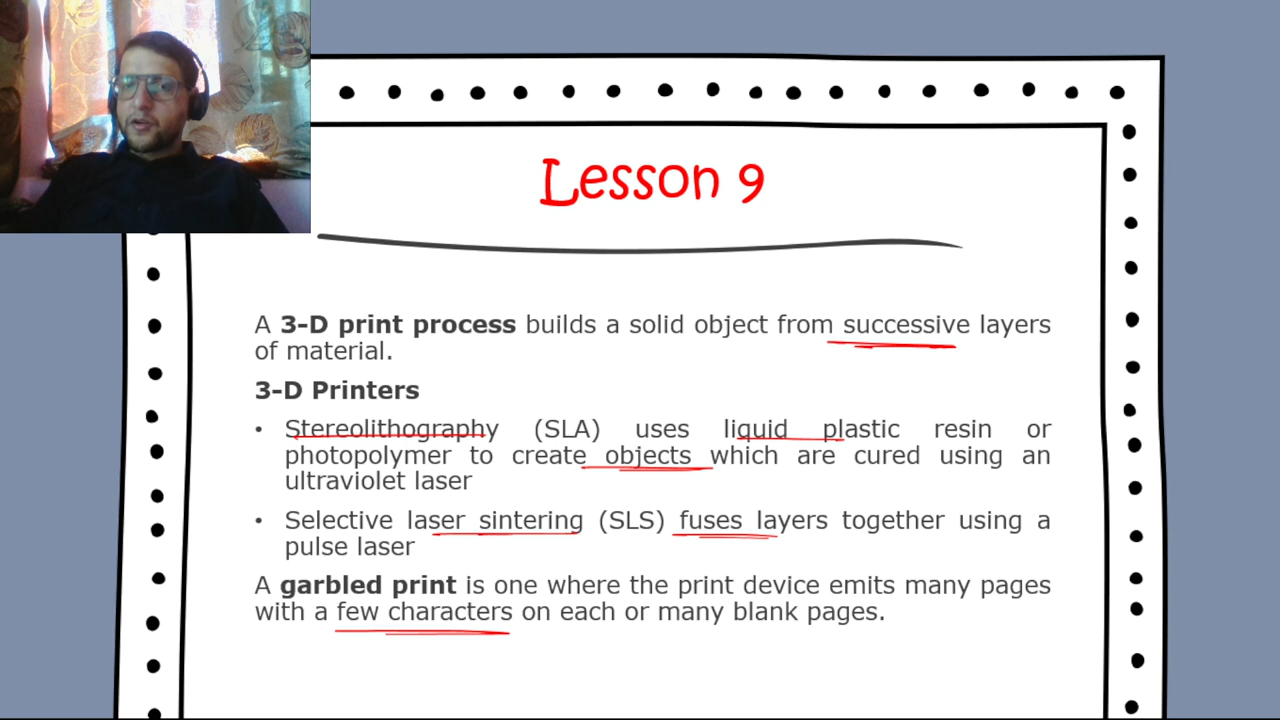 Lesson 9
A 3-D print process builds a solid object from successive layers
of material.
3-D Printers
• Stereolithography (SLA) uses liquid plastic resin or
photopolymer to create objects which are cured using an
ultraviolet laser
• Selective laser sintering (SLS) fuses layers together using a
pulse laser
A garbled print is one where the print device emits many pages
with a few characters on each or many blank pages.